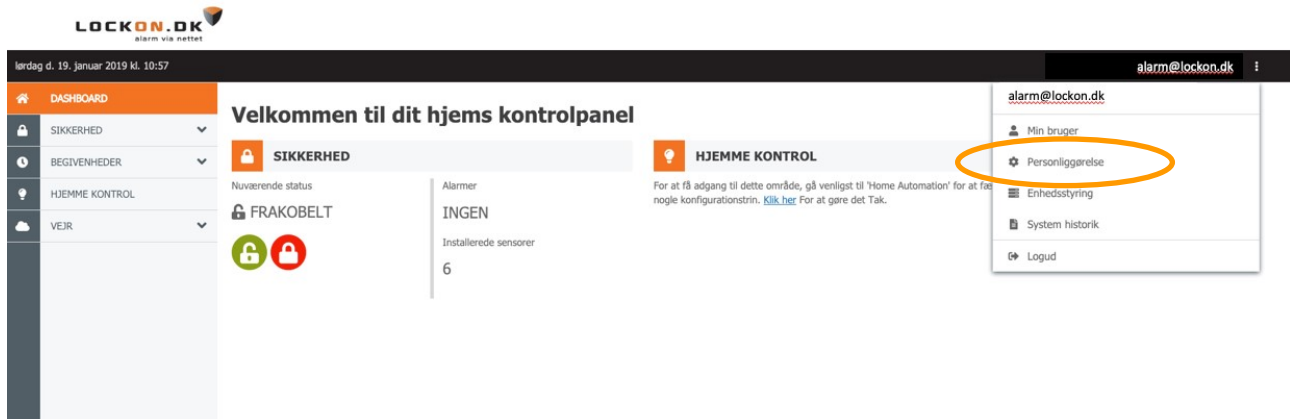 LOCKON.DK
alarm via nettet
lørdag d. 19. januar 2019 kl. 10:57
alarm@lockon.dk
DASHBOARD
SIKKERHED
BEGIVENHEDER
HJEMME KONTROL
VEJR
Velkommen til dit hjems kontrolpanel
SIKKERHED
Nuværende status
FRAKOBELT
Alarmer
INGEN
Installerede sensorer
6
HJEMME KONTROL
For at få adgang til dette område, gå venligst til 'Home Automation' for at
nogle konfigurationstrin. Klik her For at gøre det Tak.
alarm@lockon.dk
Min bruger
Personliggørelse
Enhedsstyring
System historik
Logud